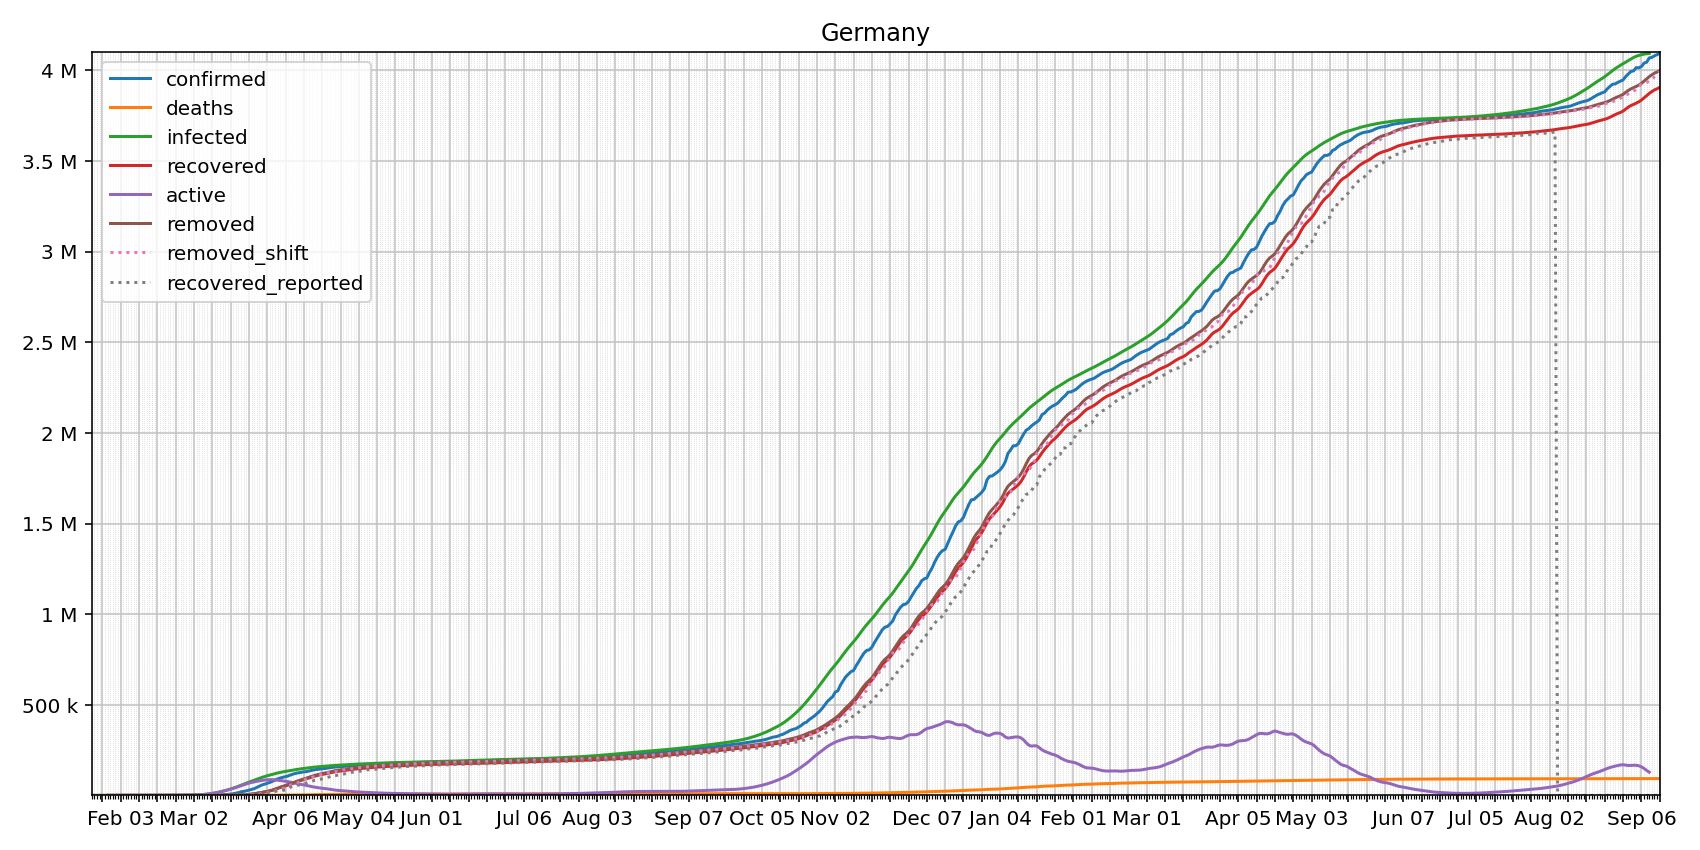 Germany
4 M
3.5 M
3 M
2.5 M
2 M
1.5 M
1 M
500 k
confirmed
deaths
infected
recovered
active
removed
removed_shift
recovered_reported
Feb 03 Mar 02 Apr 06 May 04 Jun 01 Jul 06 Aug 03 Sep 07 Oct 05 Nov 02 Dec 07 Jan 04 Feb 01 Mar 01 Apr 05 May 03 Jun 07 Jul 05 Aug 02 Sep 06